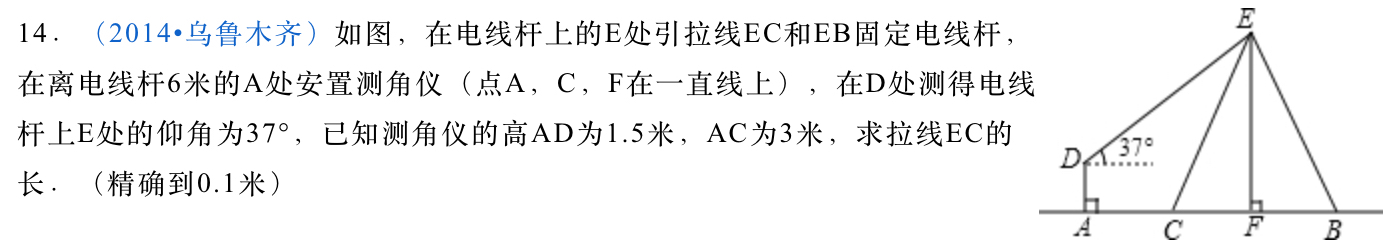 14．（2014•乌鲁木齐）如图，在电线杆上的E处引拉线EC和EB固定电线杆，
在离电线杆6米的A处安置测角仪（点A，C，F在一直线上），在D处测得电线
杆上E处的仰角为37°，已知测角仪的高AD为1.5米，AC为3米，求拉线EC的
长．（精确到0.1米）
E
D
37°
A
C
F
B